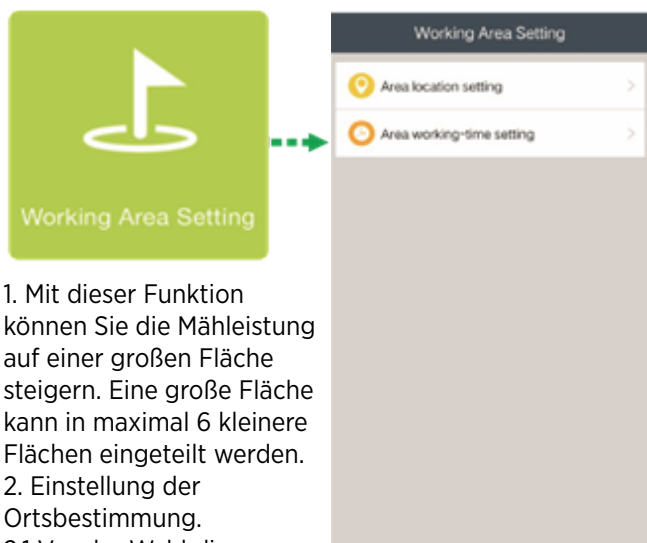 Working Area Setting
Working Area Setting
Area location setting
Area working-time setting
1. Mit dieser Funktion
können Sie die Mähleistung
auf einer großen Fläche
steigern. Eine große Fläche
kann in maximal 6 kleinere
Flächen eingeteilt werden.
2. Einstellung der
Ortsbestimmung.